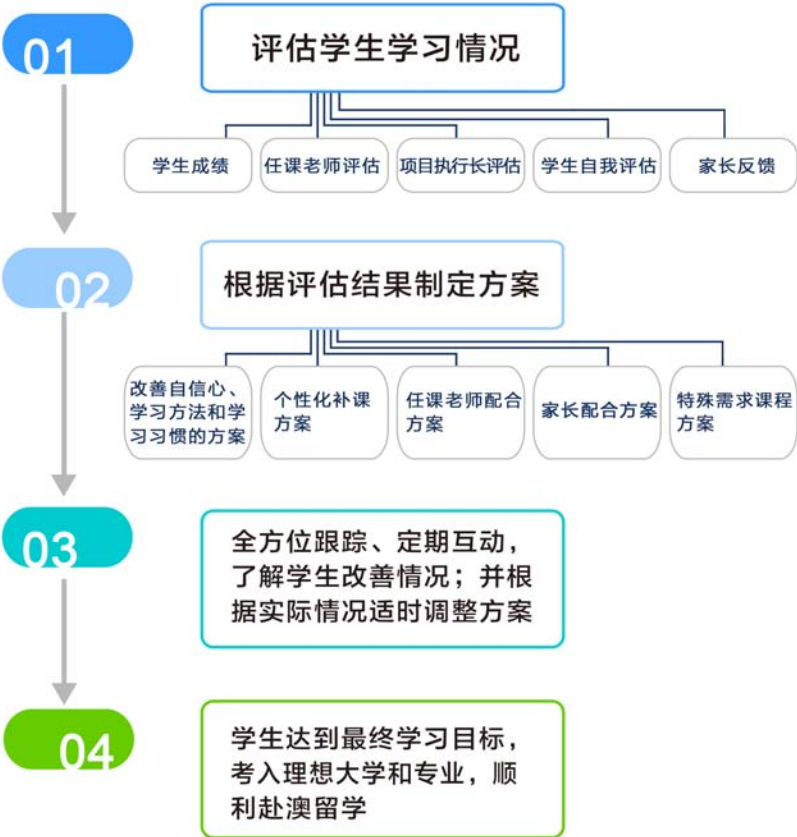 01
评估学生学习情况
学生成绩
任课老师评估
项目执行长评估
学生自我评估
家长反馈
02
根据评估结果制定方案
改善自信心、
学习方法和学
习习惯的方案
个性化补课
方案
任课老师配合
方案
家长配合方案
特殊需求课程
方案
03
全方位跟踪、定期互动，
了解学生改善情况；并根
据实际情况适时调整方案
04
学生达到最终学习目标，
考入理想大学和专业，顺
利赴澳留学